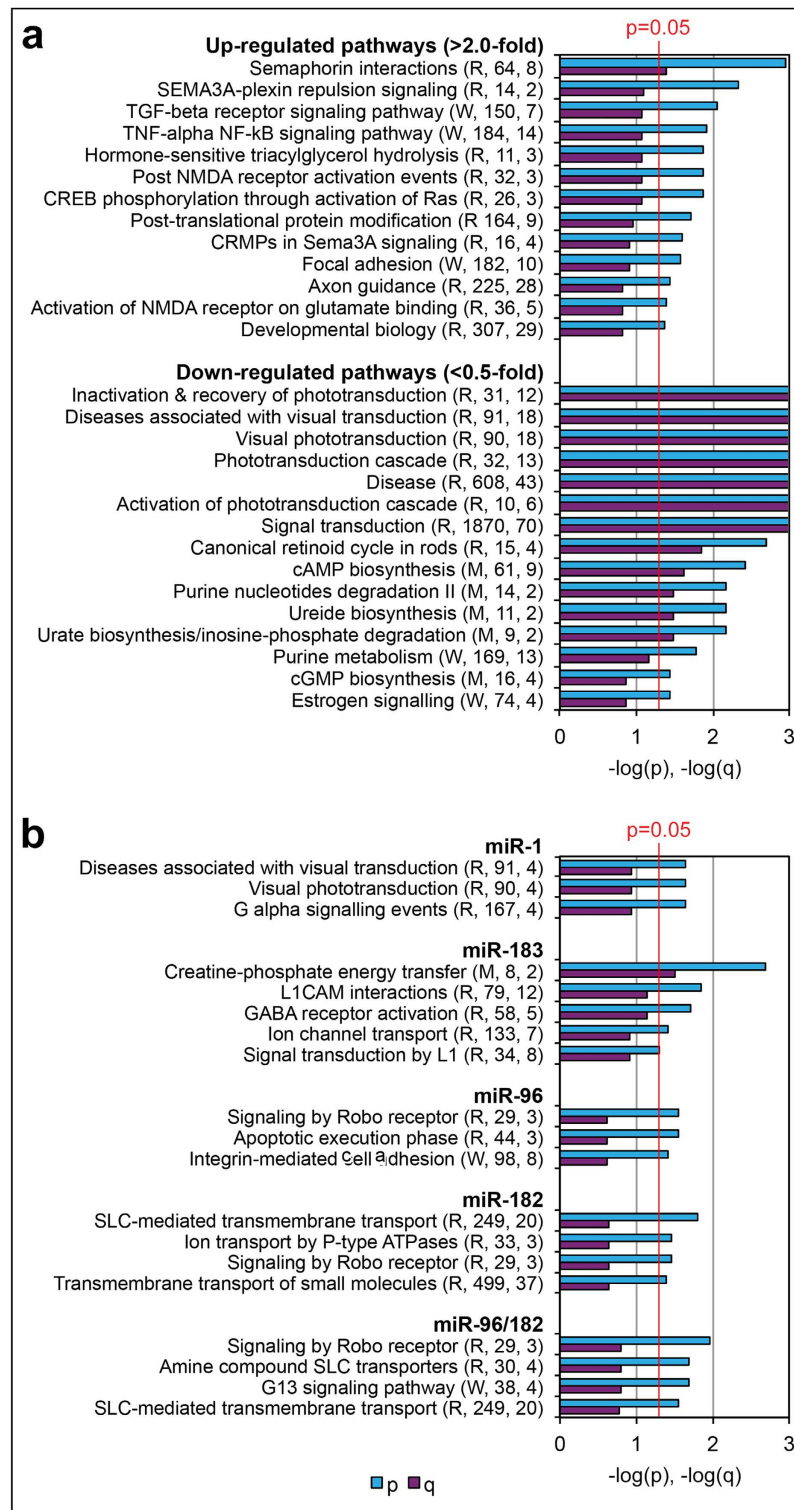 a
p=0.05
Up-regulated pathways (>2.0-fold)
Semaphorin interactions (R, 64, 8)
SEMA3A-plexin repulsion signaling (R, 14, 2)
TGF-beta receptor signaling pathway (W, 150, 7)
TNF-alpha NF-kB signaling pathway (W, 184, 14)
Hormone-sensitive triacylglycerol hydrolysis (R, 11, 3)
Post NMDA receptor activation events (R, 32, 3)
CREB phosphorylation through activation of Ras (R, 26, 3)
Post-translational protein modification (R 164, 9)
CRMPs in Sema3A signaling (R, 16, 4)
Focal adhesion (W, 182, 10)
Axon guidance (R, 225, 28)
Activation of NMDA receptor on glutamate binding (R, 36, 5)
Developmental biology (R, 307, 29)
Down-regulated pathways (<0.5-fold)
Inactivation & recovery of phototransduction (R, 31, 12)
Diseases associated with visual transduction (R, 91, 18)
Visual phototransduction (R, 90, 18)
Phototransduction cascade (R, 32, 13)
Disease (R, 608, 43)
Activation of phototransduction cascade (R, 10, 6)
Signal transduction (R, 1870, 70)
Canonical retinoid cycle in rods (R, 15, 4)
cAMP biosynthesis (M, 61, 9)
Purine nucleotides degradation II (M, 14, 2)
Ureide biosynthesis (M, 11, 2)
Urate biosynthesis/inosine-phosphate degradation (M, 9, 2)
Purine metabolism (W, 169, 13)
cGMP biosynthesis (M, 16, 4)
Estrogen signalling (W, 74, 4)
0 1 2 3
-log(p), -log(q)
b
p=0.05
miR-1
Diseases associated with visual transduction (R, 91, 4)
Visual phototransduction (R, 90, 4)
G alpha signalling events (R, 167, 4)
miR-183
Creatine-phosphate energy transfer (M, 8, 2)
L1CAM interactions (R, 79, 12)
GABA receptor activation (R, 58, 5)
Ion channel transport (R, 133, 7)
Signal transduction by L1 (R, 34, 8)
miR-96
Signaling by Robo receptor (R, 29, 3)
Apoptotic execution phase (R, 44, 3)
Integrin-mediated cell adhesion (W, 98, 8)
miR-182
SLC-mediated transmembrane transport (R, 249, 20)
Ion transport by P-type ATPases (R, 33, 3)
Signaling by Robo receptor (R, 29, 3)
Transmembrane transport of small molecules (R, 499, 37)
miR-96/182
Signaling by Robo receptor (R, 29, 3)
Amine compound SLC transporters (R, 30, 4)
G13 signaling pathway (W, 38, 4)
SLC-mediated transmembrane transport (R, 249, 20)
0 1 2 3
-log(p), -log(q)
p q